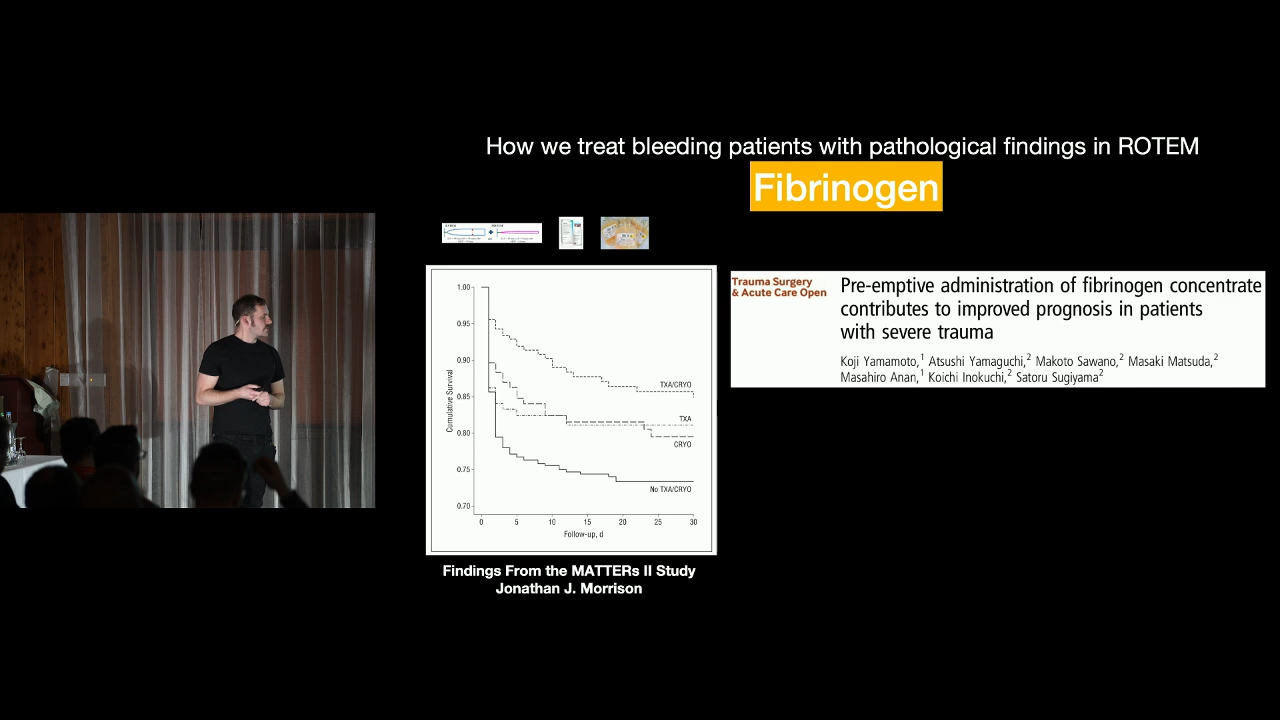 How we treat bleeding patients with pathological findings in ROTEM
Fibrinogen
1.00
0.95
0.90
0.85
0.80
0.75
0.70
Cumulative Survival
TXA/CRYO
TXA
CRYO
No TXA/CRYO
0 5 10 15 20 25 30
Follow-up, d
Findings From the MATTERs II Study
Jonathan J. Morrison
Trauma Surgery
& Acute Care Open
Pre-emptive administration of fibrinogen concentrate
contributes to improved prognosis in patients
with severe trauma
Koji Yamamoto,1 Atsushi Yamaguchi,2 Makoto Sawano,2 Masaki Matsuda,2
Masahiro Anan,1 Koichi Inokuchi,2 Satoru Sugiyama2